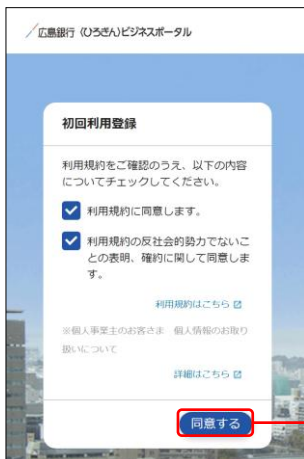 広島銀行〈ひろぎん〉ビジネスポータル
初回利用登録
利用規約をご確認のうえ、以下の内容
についてチェックしてください。
利用規約に同意します。
利用規約の反社会的勢力でないこ
との表明、確約に関して同意しま
す。
利用規約はこちら
※個人事業主のお客さま　個人情報のお取り
扱いについて
詳細はこちら
同意する